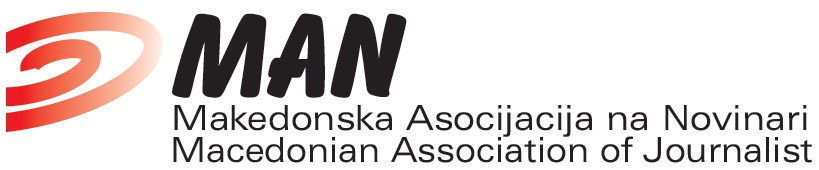 MAN
Makedonska Asocijacija na Novinari
Macedonian Association of Journalist